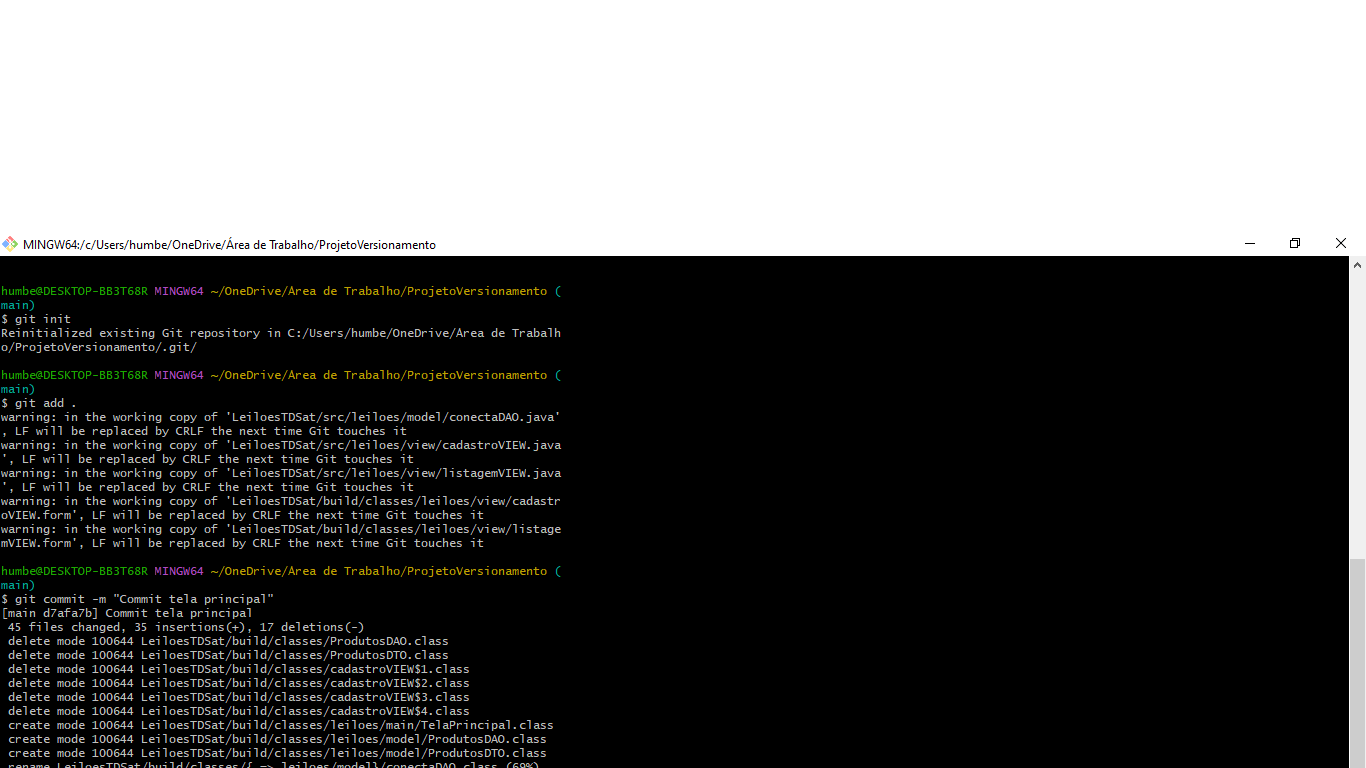 MINGW64:/c/Users/humbe/OneDrive/Área de Trabalho/ProjetoVersionamento
humbe@DESKTOP-BB3T68R MINGW64 ~/OneDrive/Área de Trabalho/ProjetoVersionamento (
main)
$ git init
Reinitialized existing Git repository in C:/Users/humbe/OneDrive/Área de Trabalh
o/ProjetoVersionamento/.git/
humbe@DESKTOP-BB3T68R MINGW64 ~/OneDrive/Área de Trabalho/ProjetoVersionamento (
main)
$ git add .
warning: in the working copy of 'LeiloesTDSat/src/leiloes/model/conectaDAO.java'
, LF will be replaced by CRLF the next time Git touches it
warning: in the working copy of 'LeiloesTDSat/src/leiloes/view/cadastroVIEW.java
', LF will be replaced by CRLF the next time Git touches it
warning: in the working copy of 'LeiloesTDSat/src/leiloes/view/listagemVIEW.java
', LF will be replaced by CRLF the next time Git touches it
warning: in the working copy of 'LeiloesTDSat/build/classes/leiloes/view/cadastr
oVIEW.form', LF will be replaced by CRLF the next time Git touches it
warning: in the working copy of 'LeiloesTDSat/build/classes/leiloes/view/listage
mVIEW.form', LF will be replaced by CRLF the next time Git touches it
humbe@DESKTOP-BB3T68R MINGW64 ~/OneDrive/Área de Trabalho/ProjetoVersionamento (
main)
$ git commit -m "Commit tela principal"
[main d7afa7b] Commit tela principal
 45 files changed, 35 insertions(+), 17 deletions(-)
 delete mode 100644 LeiloesTDSat/build/classes/ProdutosDAO.class
 delete mode 100644 LeiloesTDSat/build/classes/ProdutosDTO.class
 delete mode 100644 LeiloesTDSat/build/classes/cadastroVIEW$1.class
 delete mode 100644 LeiloesTDSat/build/classes/cadastroVIEW$2.class
 delete mode 100644 LeiloesTDSat/build/classes/cadastroVIEW$3.class
 delete mode 100644 LeiloesTDSat/build/classes/cadastroVIEW$4.class
 create mode 100644 LeiloesTDSat/build/classes/leiloes/main/TelaPrincipal.class
 create mode 100644 LeiloesTDSat/build/classes/leiloes/model/ProdutosDAO.class
 create mode 100644 LeiloesTDSat/build/classes/leiloes/model/ProdutosDTO.class
 rename LeiloesTDSat/build/classes/{ => leiloes/model}/conectaDAO.class (69%)